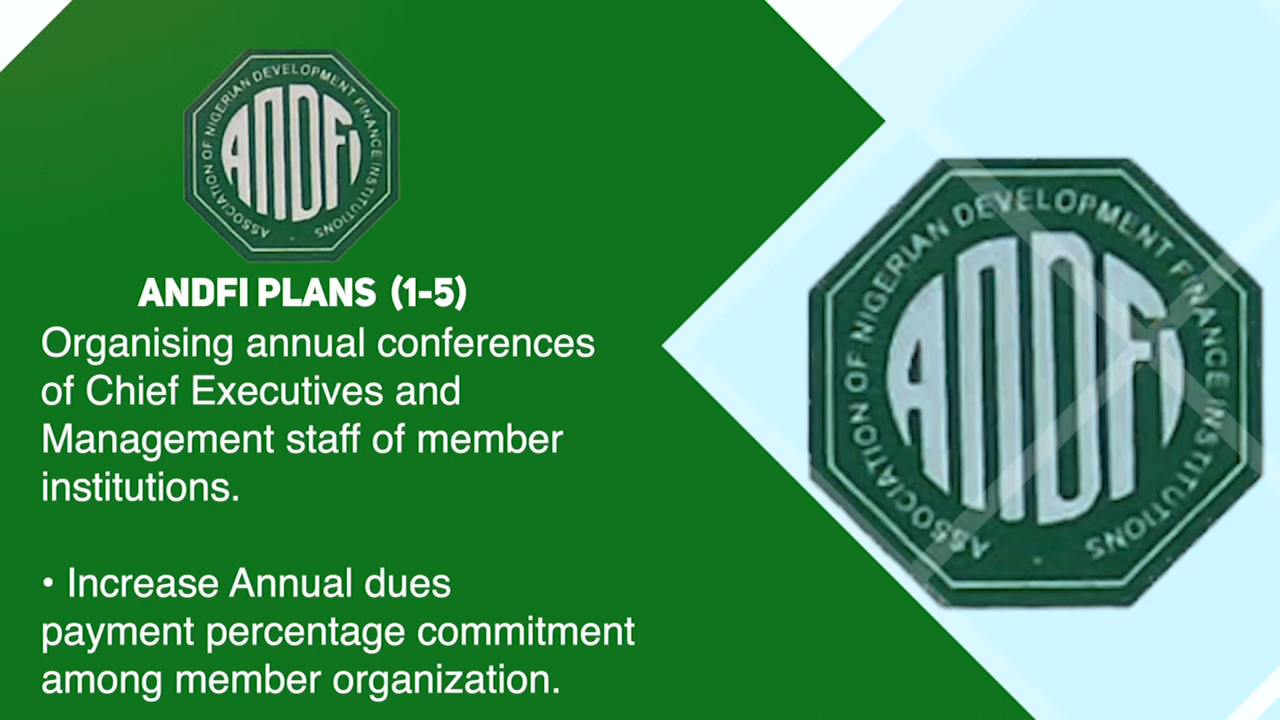 ASSOCIATION OF NIGERIAN DEVELOPMENT FINANCE INSTITUTIONS
ANDFI
ANDFI PLANS (1-5)
Organising annual conferences
of Chief Executives and
Management staff of member
institutions.
• Increase Annual dues
payment percentage commitment
among member organization.
ASSOCIATION OF NIGERIAN DEVELOPMENT FINANCE INSTITUTIONS
ANDFI